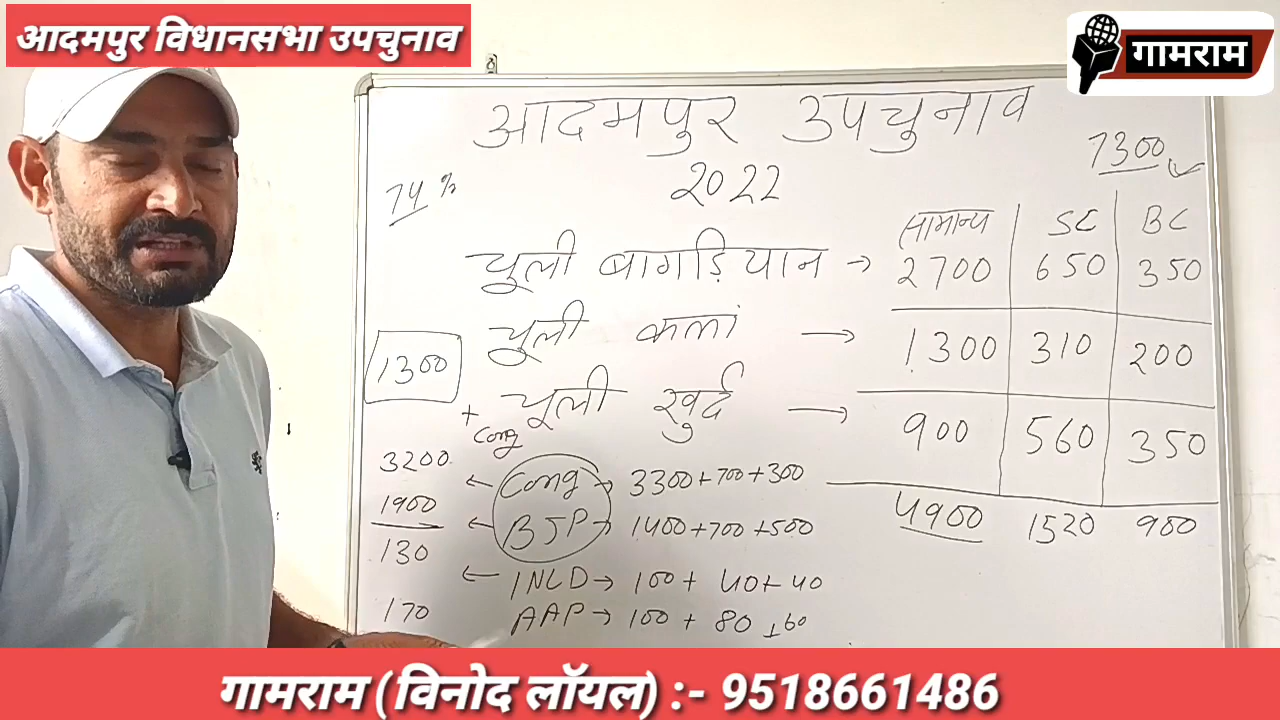 आदमपुर विधानसभा उपचुनाव
गामराम
आदमपुर उपचुनाव
2022
7300
74 %
सामान्य SC BC
चूली बागड़ियान → 2700 650 350
चूली कलां → 1300 310 200
1300
चूली खुर्द → 900 560 350
+ Cong
3200 ← Cong → 3300+700+300
4900 1520 900
1900 ← BJP → 1400+700+500
130 ← INLD → 100+ 40+ 40
170 AAP → 100 + 80 +60
गामराम (विनोद लॉयल) :- 9518661486